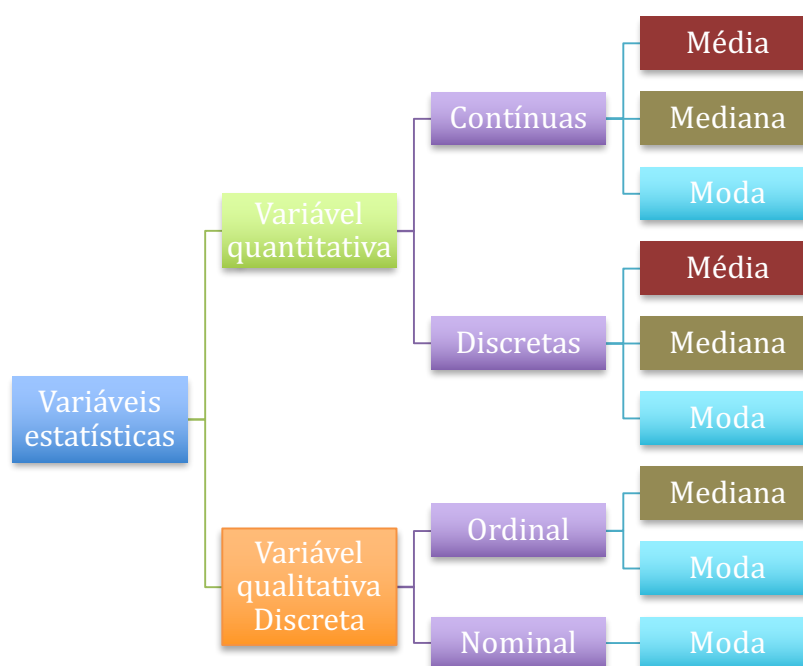 Variáveis
estatísticas
Variável
quantitativa
Contínuas
Média
Mediana
Moda
Discretas
Média
Mediana
Moda
Variável
qualitativa
Discreta
Ordinal
Mediana
Moda
Nominal
Moda